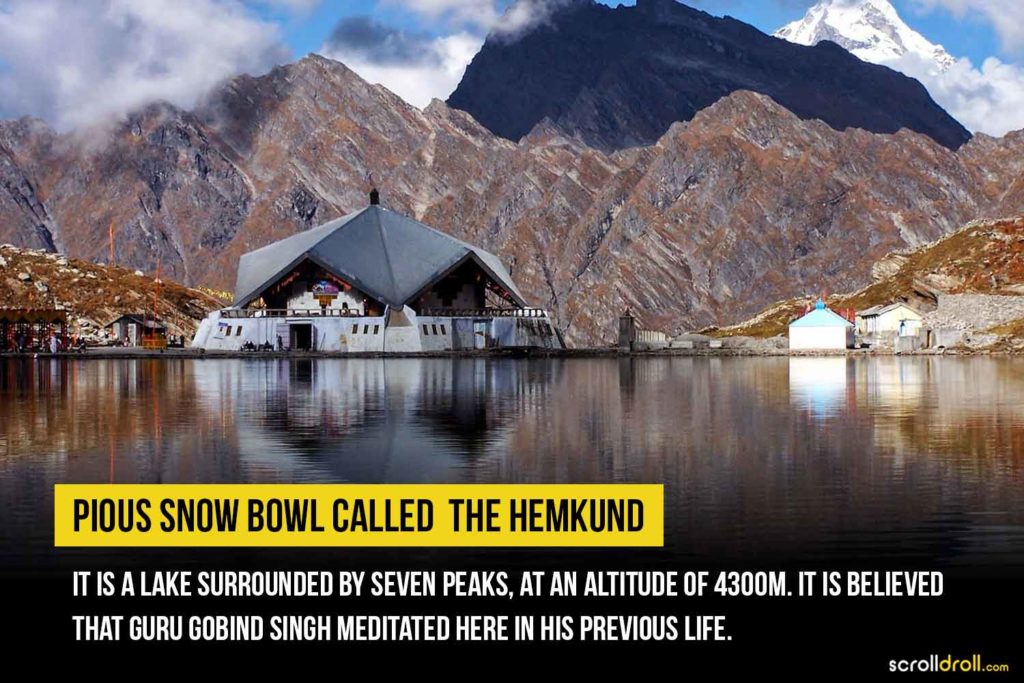 PIOUS SNOW BOWL CALLED THE HEMKUND
IT IS A LAKE SURROUNDED BY SEVEN PEAKS, AT AN ALTITUDE OF 4300M. IT IS BELIEVED
THAT GURU GOBIND SINGH MEDITATED HERE IN HIS PREVIOUS LIFE.
scrolldroll.com